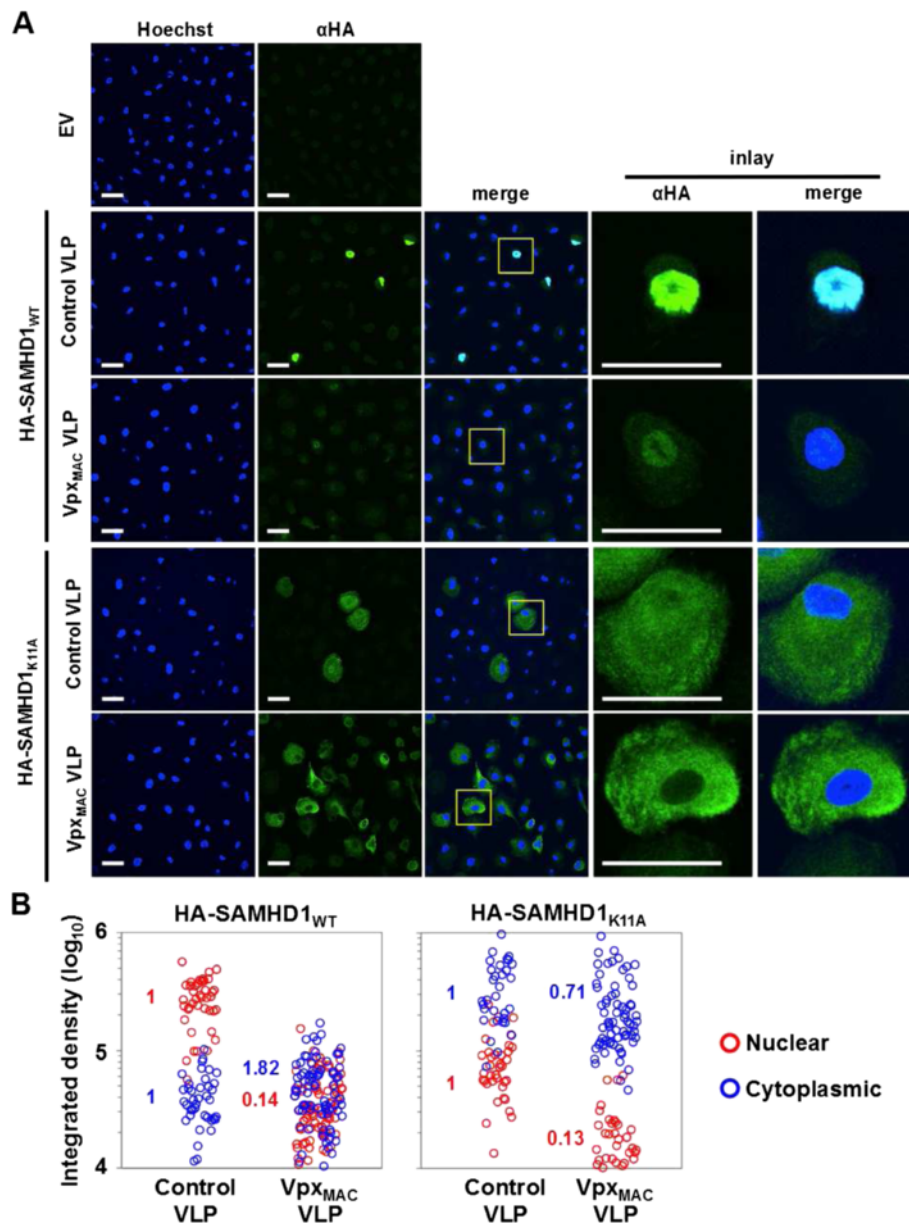 A
Hoechst
αHA
EV
inlay
merge
αHA
merge
HA-SAMHD1WT
Control VLP
VpxMAC VLP
HA-SAMHD1K11A
Control VLP
VpxMAC VLP
B
HA-SAMHD1WT
HA-SAMHD1K11A
Integrated density (log10)
6
5
4
1
1
1.82
0.14
1
1
0.71
0.13
Nuclear
Cytoplasmic
Control
VLP
VpxMAC
VLP
Control
VLP
VpxMAC
VLP